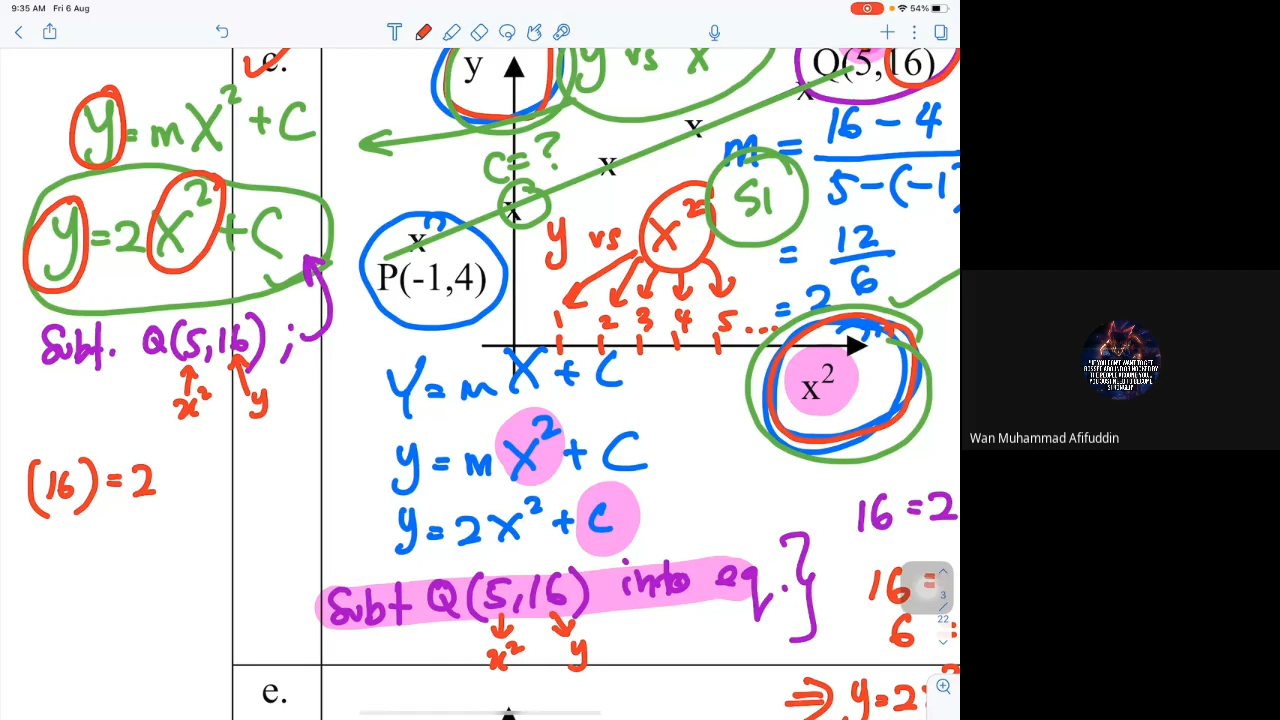 9:35 AM Fri 6 Aug
54%
c.
y = mx² + C
y = 2x² + C
Subt. Q(5,16) ;
x² y
(16) = 2
y
y vs x
Q(5,16)
C = ?
x
x
x
x
x
P(-1,4)
m = 16 - 4
5 - (-1)
= 12
6
= 2
S1
y vs x²
1 2 3 4 5 ...
x²
Y = mX + C
y = mx² + C
y = 2x² + C
Subt Q(5,16) into eq.
x² y
16 = 2
16 =
6 =
⇒ y = 2
e.
3
22
Wan Muhammad Afifuddin